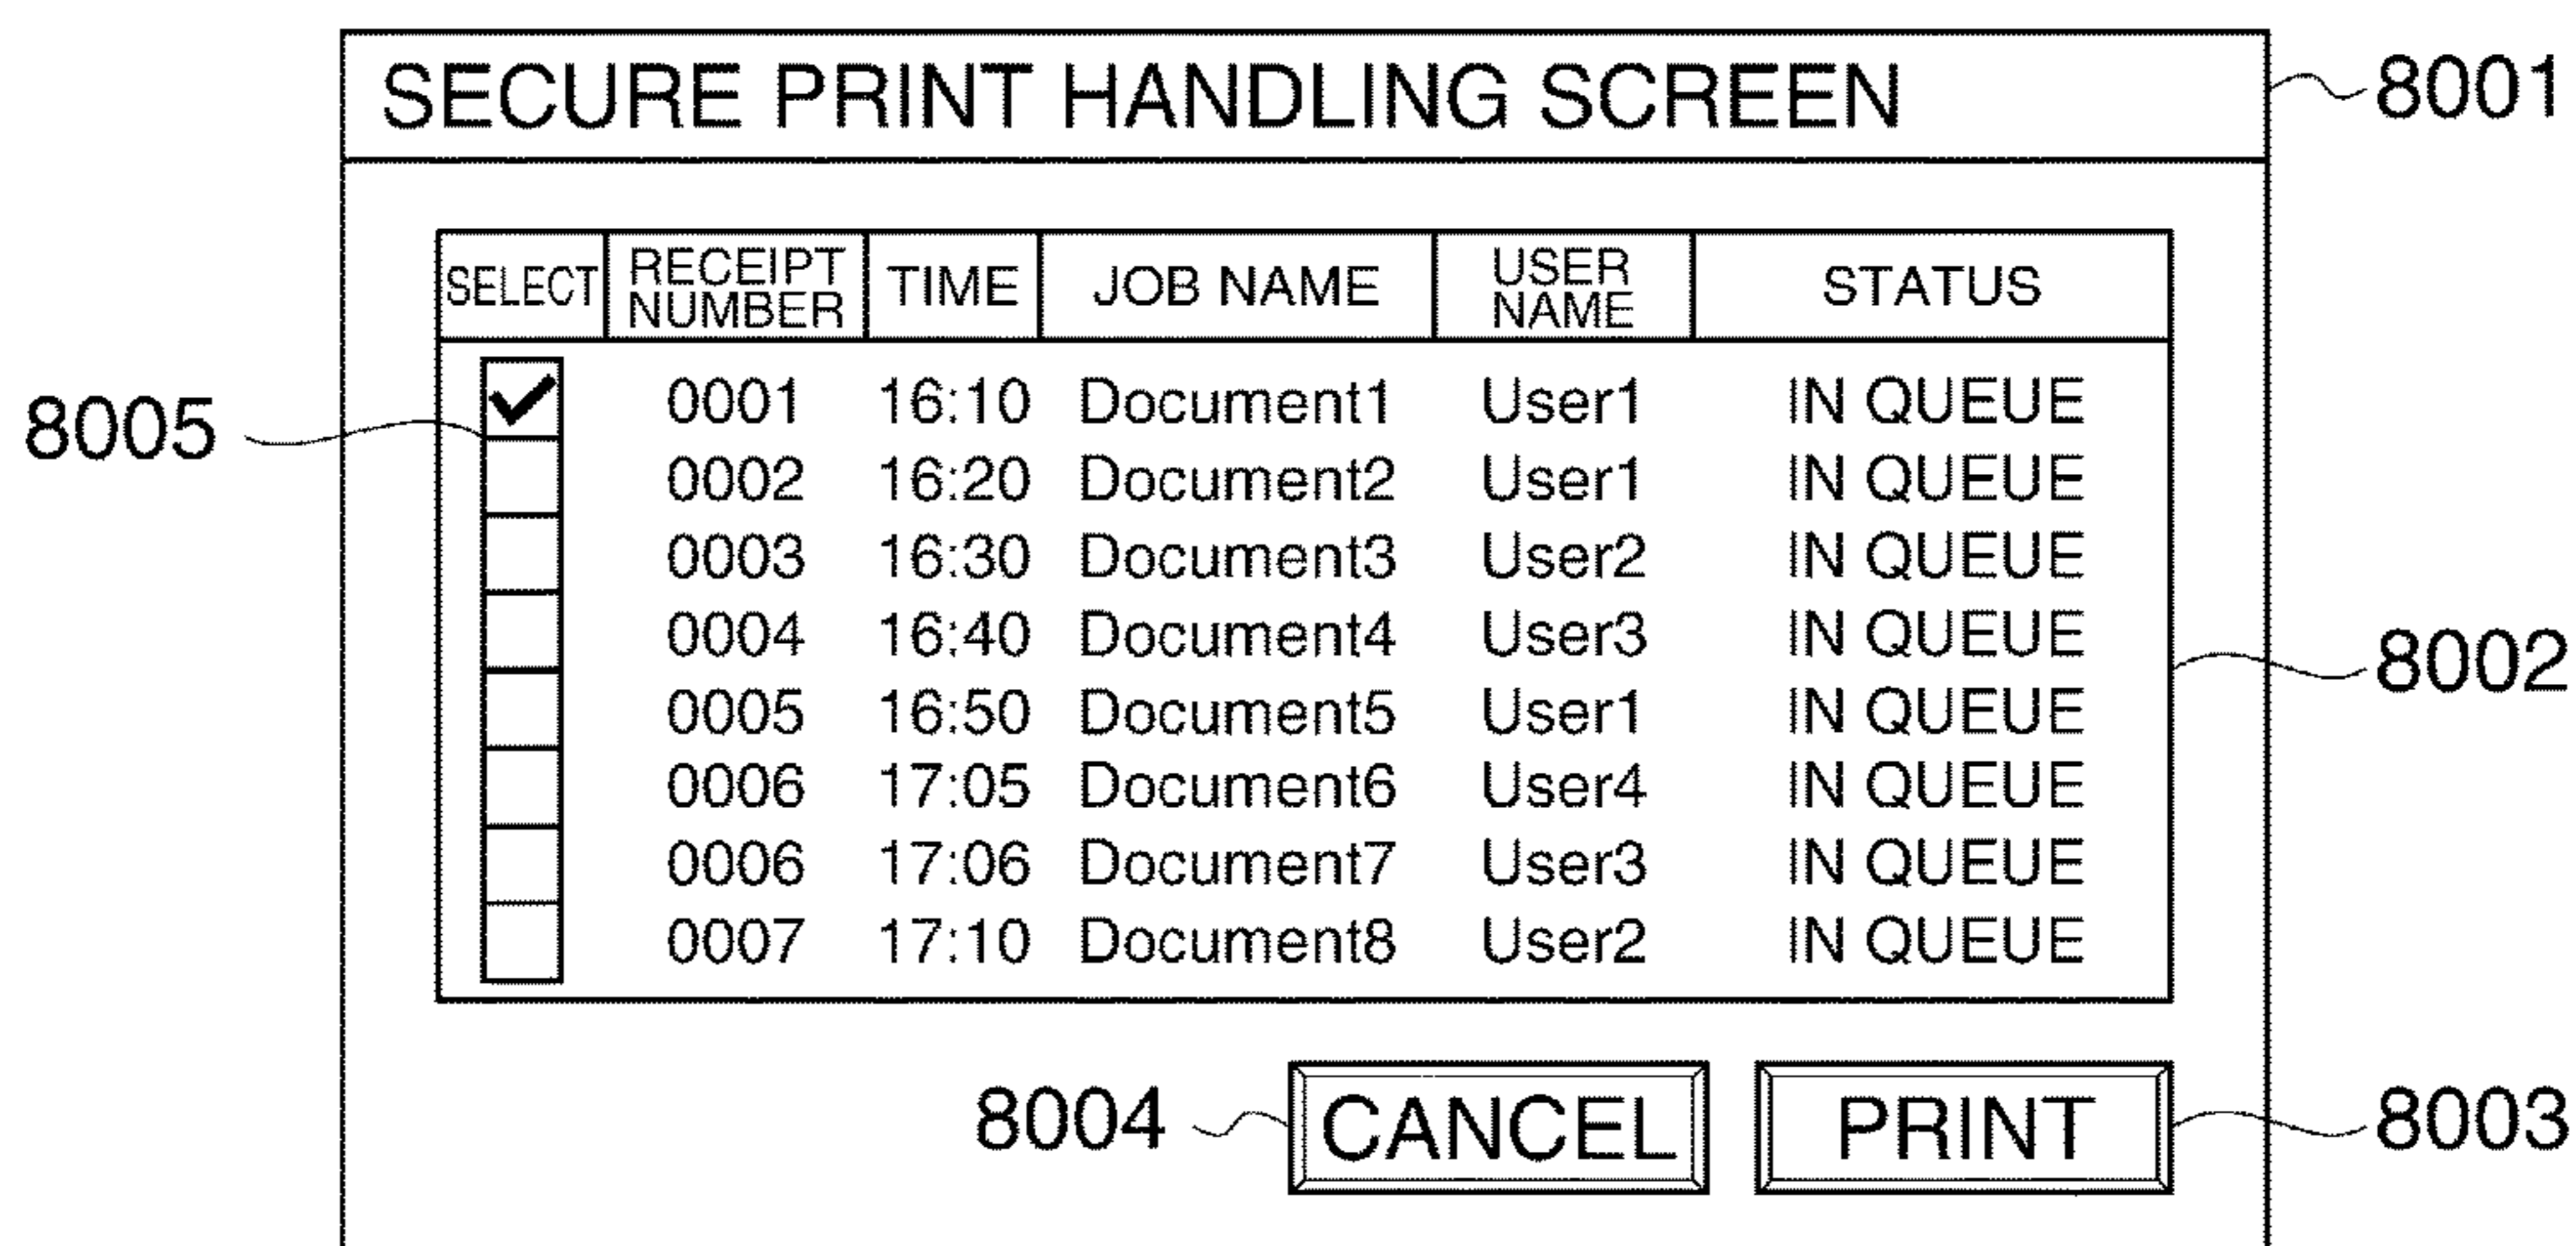 SECURE PRINT HANDLING SCREEN 8001
SELECT RECEIPT NUMBER TIME JOB NAME USER NAME STATUS
0001 16:10 Document1 User1 IN QUEUE
8005
0002 16:20 Document2 User1 IN QUEUE
0003 16:30 Document3 User2 IN QUEUE
0004 16:40 Document4 User3 IN QUEUE
8002
0005 16:50 Document5 User1 IN QUEUE
0006 17:05 Document6 User4 IN QUEUE
0006 17:06 Document7 User3 IN QUEUE
0007 17:10 Document8 User2 IN QUEUE
8004 CANCEL PRINT 8003